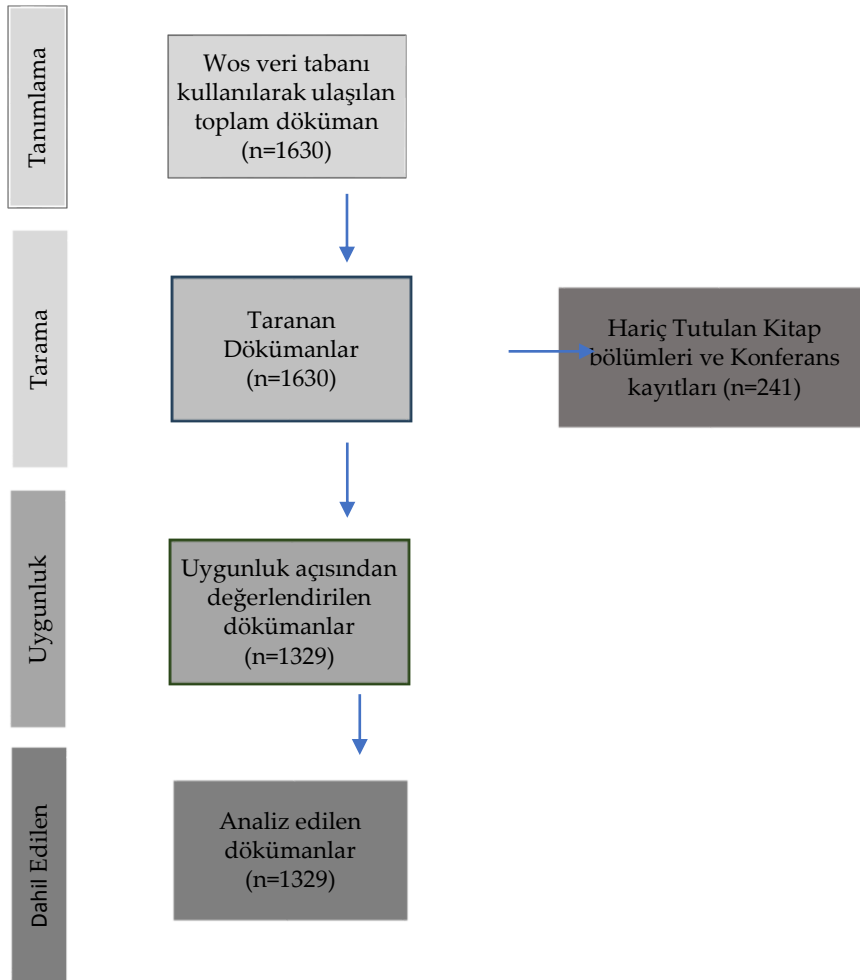 Tanımlama
Wos veri tabanı
kullanılarak ulaşılan
toplam döküman
(n=1630)
Tarama
Taranan
Dökümanlar
(n=1630)
Hariç Tutulan Kitap
bölümleri ve Konferans
kayıtları (n=241)
Uygunluk
Uygunluk açısından
değerlendirilen
dökümanlar
(n=1329)
Dahil Edilen
Analiz edilen
dökümanlar
(n=1329)